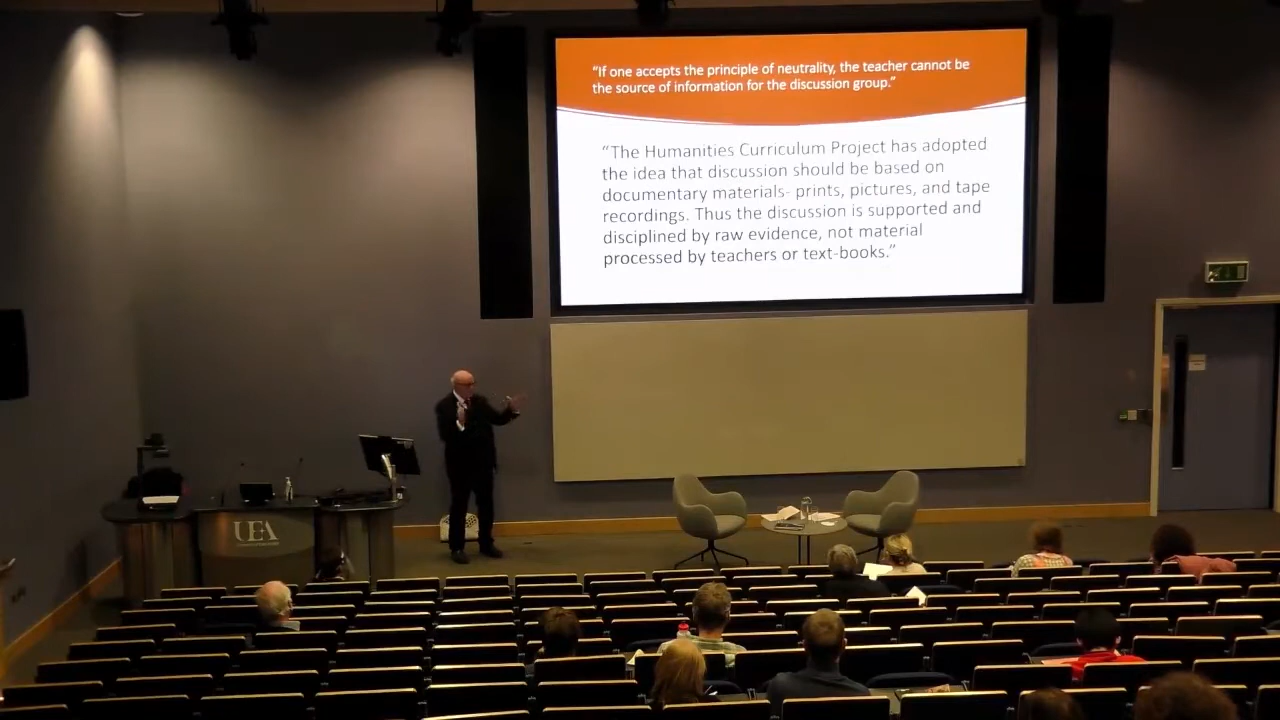 “If one accepts the principle of neutrality, the teacher cannot be
the source of information for the discussion group.”
“The Humanities Curriculum Project has adopted
the idea that discussion should be based on
documentary materials- prints, pictures, and tape
recordings. Thus the discussion is supported and
disciplined by raw evidence, not material
processed by teachers or text-books.”
UEA